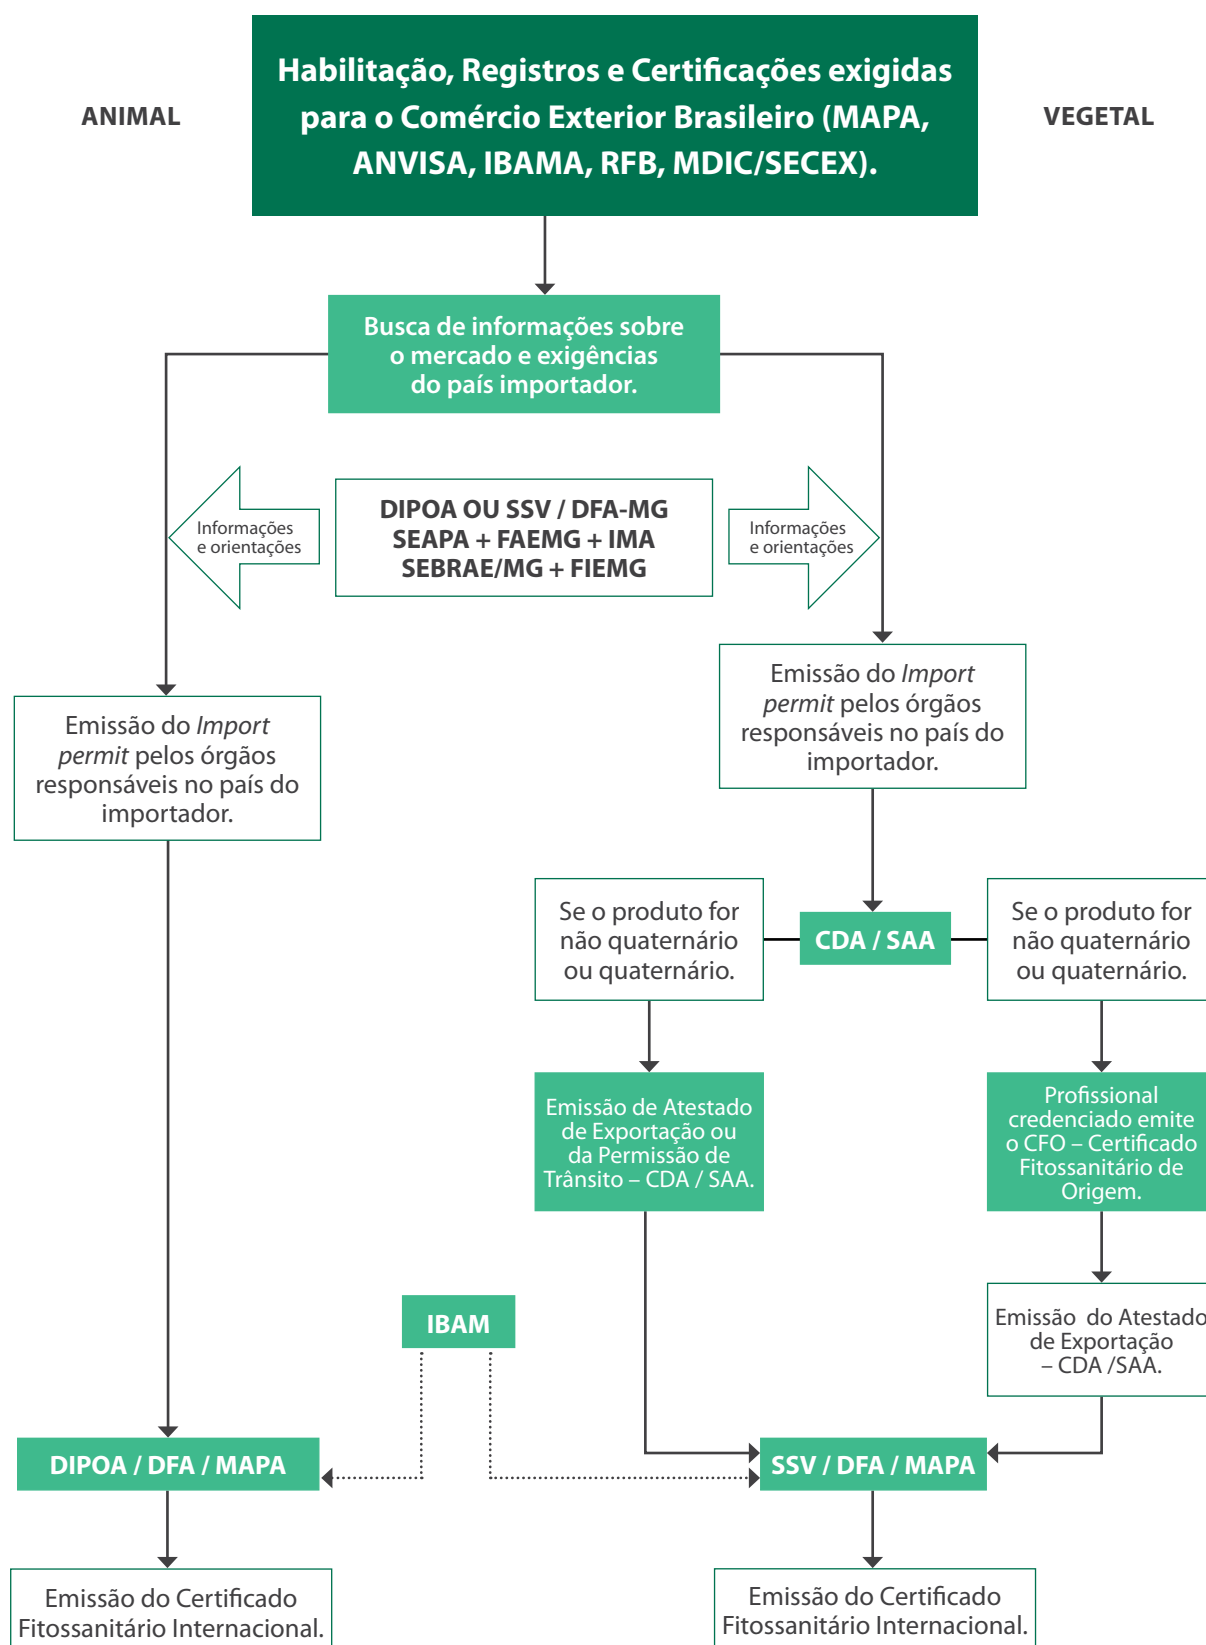 Habilitação, Registros e Certificações exigidas
para o Comércio Exterior Brasileiro (MAPA,
ANVISA, IBAMA, RFB, MDIC/SECEX).
ANIMAL
VEGETAL
Busca de informações sobre
o mercado e exigências
do país importador.
Informações
e orientações
DIPOA OU SSV / DFA-MG
SEAPA + FAEMG + IMA
SEBRAE/MG + FIEMG
Informações
e orientações
Emissão do Import
permit pelos órgãos
responsáveis no país do
importador.
Emissão do Import
permit pelos órgãos
responsáveis no país do
importador.
Se o produto for
não quaternário
ou quaternário.
CDA / SAA
Se o produto for
não quaternário
ou quaternário.
Emissão de Atestado
de Exportação ou
da Permissão de
Trânsito – CDA / SAA.
Profissional
credenciado emite
o CFO – Certificado
Fitossanitário de
Origem.
IBAM
Emissão do Atestado
de Exportação
– CDA /SAA.
DIPOA / DFA / MAPA
SSV / DFA / MAPA
Emissão do Certificado
Fitossanitário Internacional.
Emissão do Certificado
Fitossanitário Internacional.